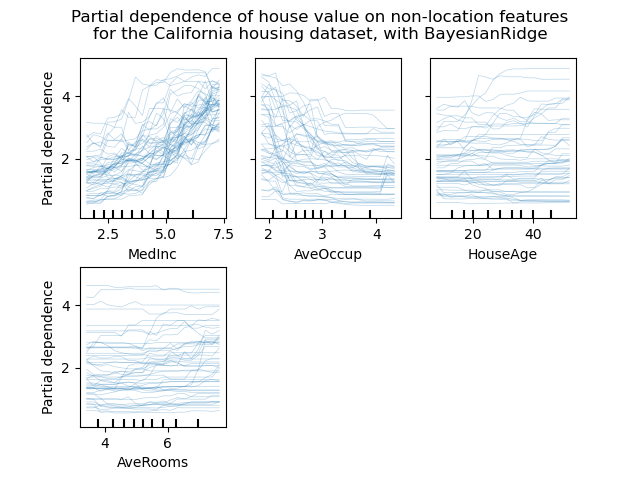 Partial dependence of house value on non-location features
for the California housing dataset, with BayesianRidge
Partial dependence
4
2
2.5 5.0 7.5
MedInc
2 3 4
AveOccup
20 40
HouseAge
Partial dependence
4
2
4 6
AveRooms